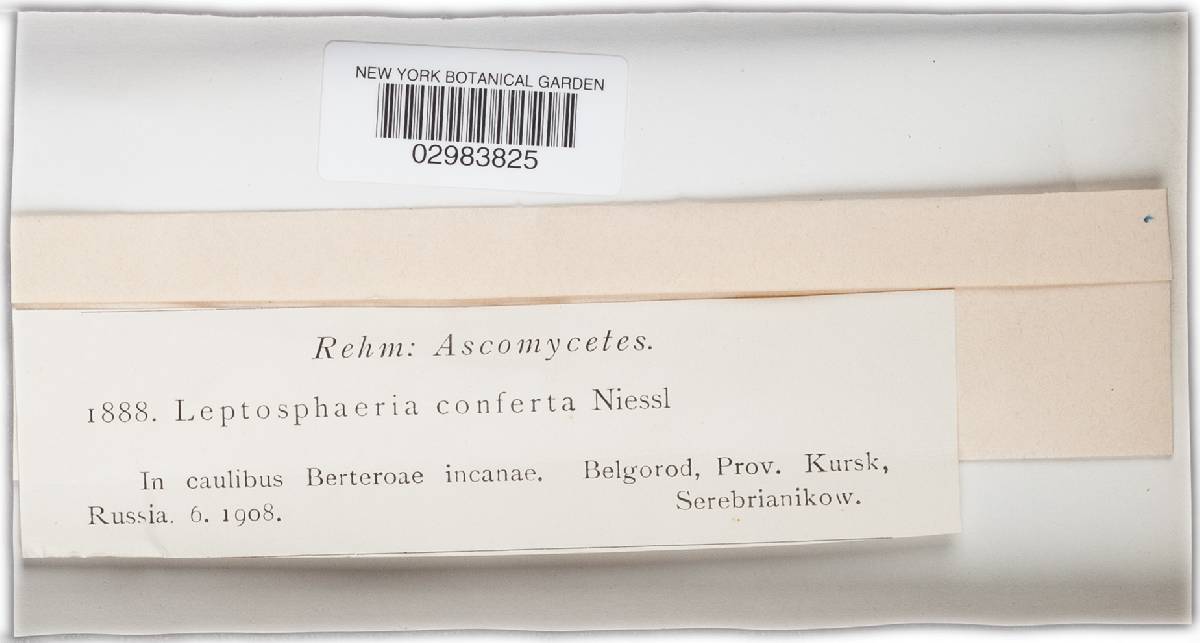 NEW YORK BOTANICAL GARDEN
02983825
Rehm: Ascomycetes.
1888. Leptosphaeria conferta Niessl
In caulibus Berteroae incanae. Belgorod, Prov. Kursk,
Russia. 6. 1908. Serebrianikow.